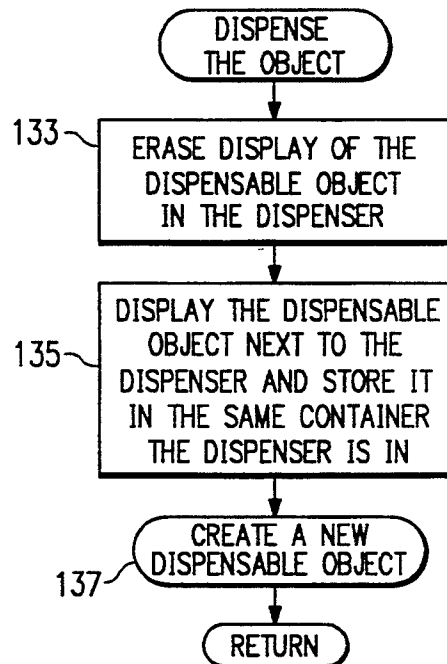 DISPENSE
THE OBJECT
133
ERASE DISPLAY OF THE
DISPENSABLE OBJECT
IN THE DISPENSER
135
DISPLAY THE DISPENSABLE
OBJECT NEXT TO THE
DISPENSER AND STORE IT
IN THE SAME CONTAINER
THE DISPENSER IS IN
CREATE A NEW
DISPENSABLE OBJECT
137
RETURN